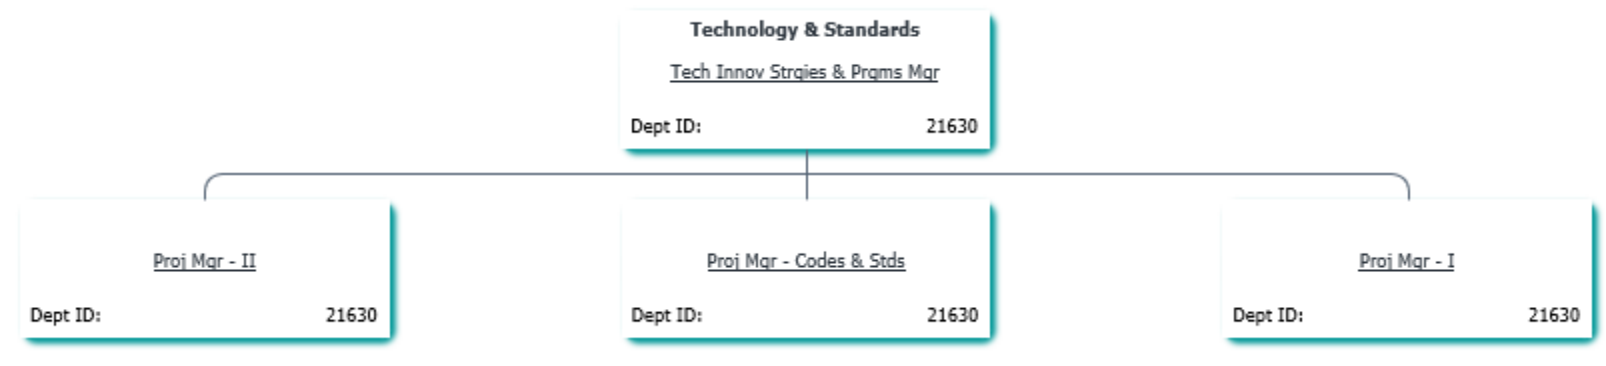 Technology & Standards
Tech Innov Strgies & Prgms Mgr
Dept ID: 21630
Proj Mgr - II
Dept ID: 21630
Proj Mgr - Codes & Stds
Dept ID: 21630
Proj Mgr - I
Dept ID: 21630